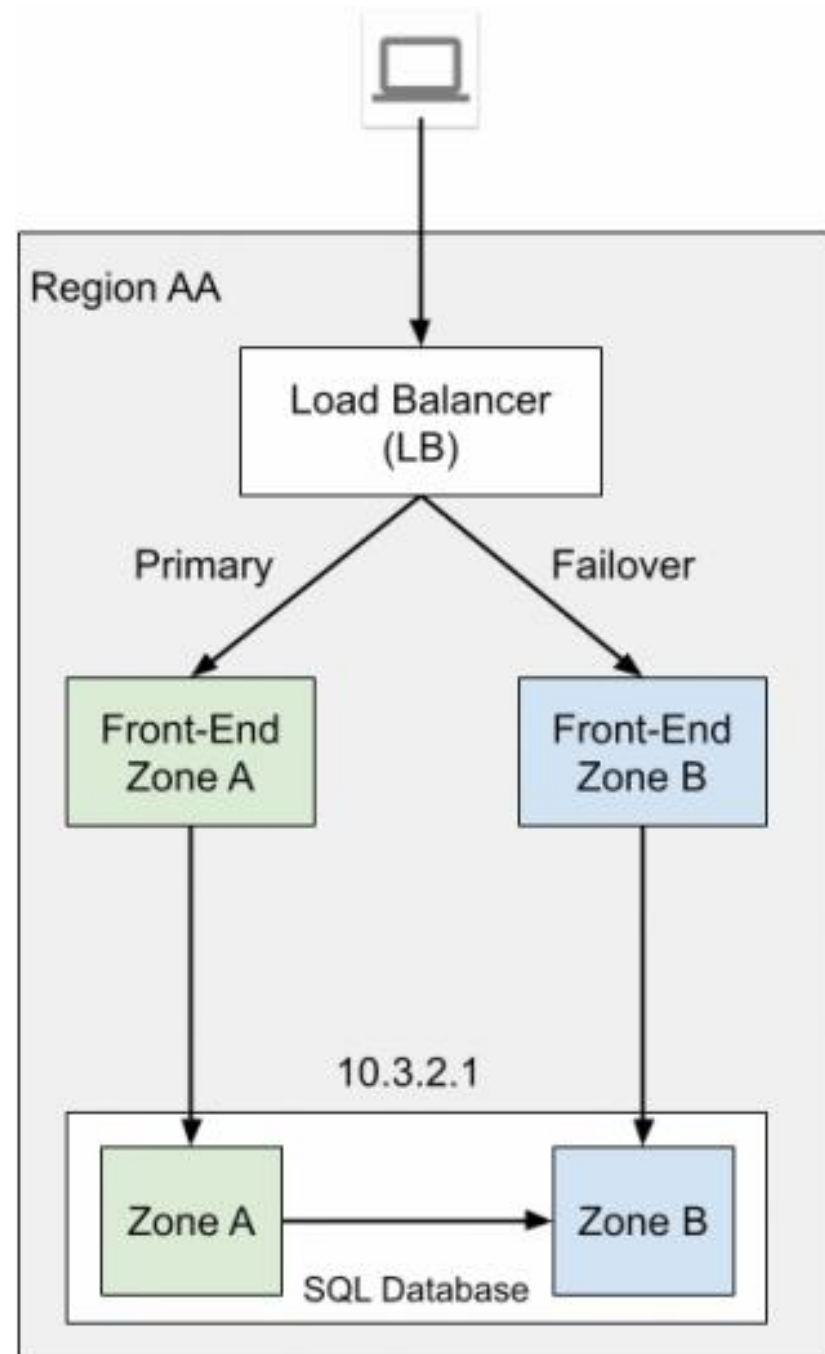 Region AA
Load Balancer
(LB)
Primary
Failover
Front-End
Zone A
Front-End
Zone B
10.3.2.1
Zone A
Zone B
SQL Database